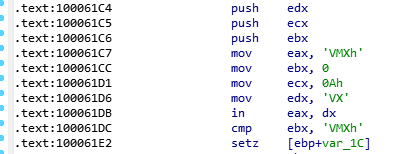 .text:100061C4 push edx
.text:100061C5 push ecx
.text:100061C6 push ebx
.text:100061C7 mov eax, 'VMXh'
.text:100061CC mov ebx, 0
.text:100061D1 mov ecx, 0Ah
.text:100061D6 mov edx, 'VX'
.text:100061DB in eax, dx
.text:100061DC cmp ebx, 'VMXh'
.text:100061E2 setz [ebp+var_1C]